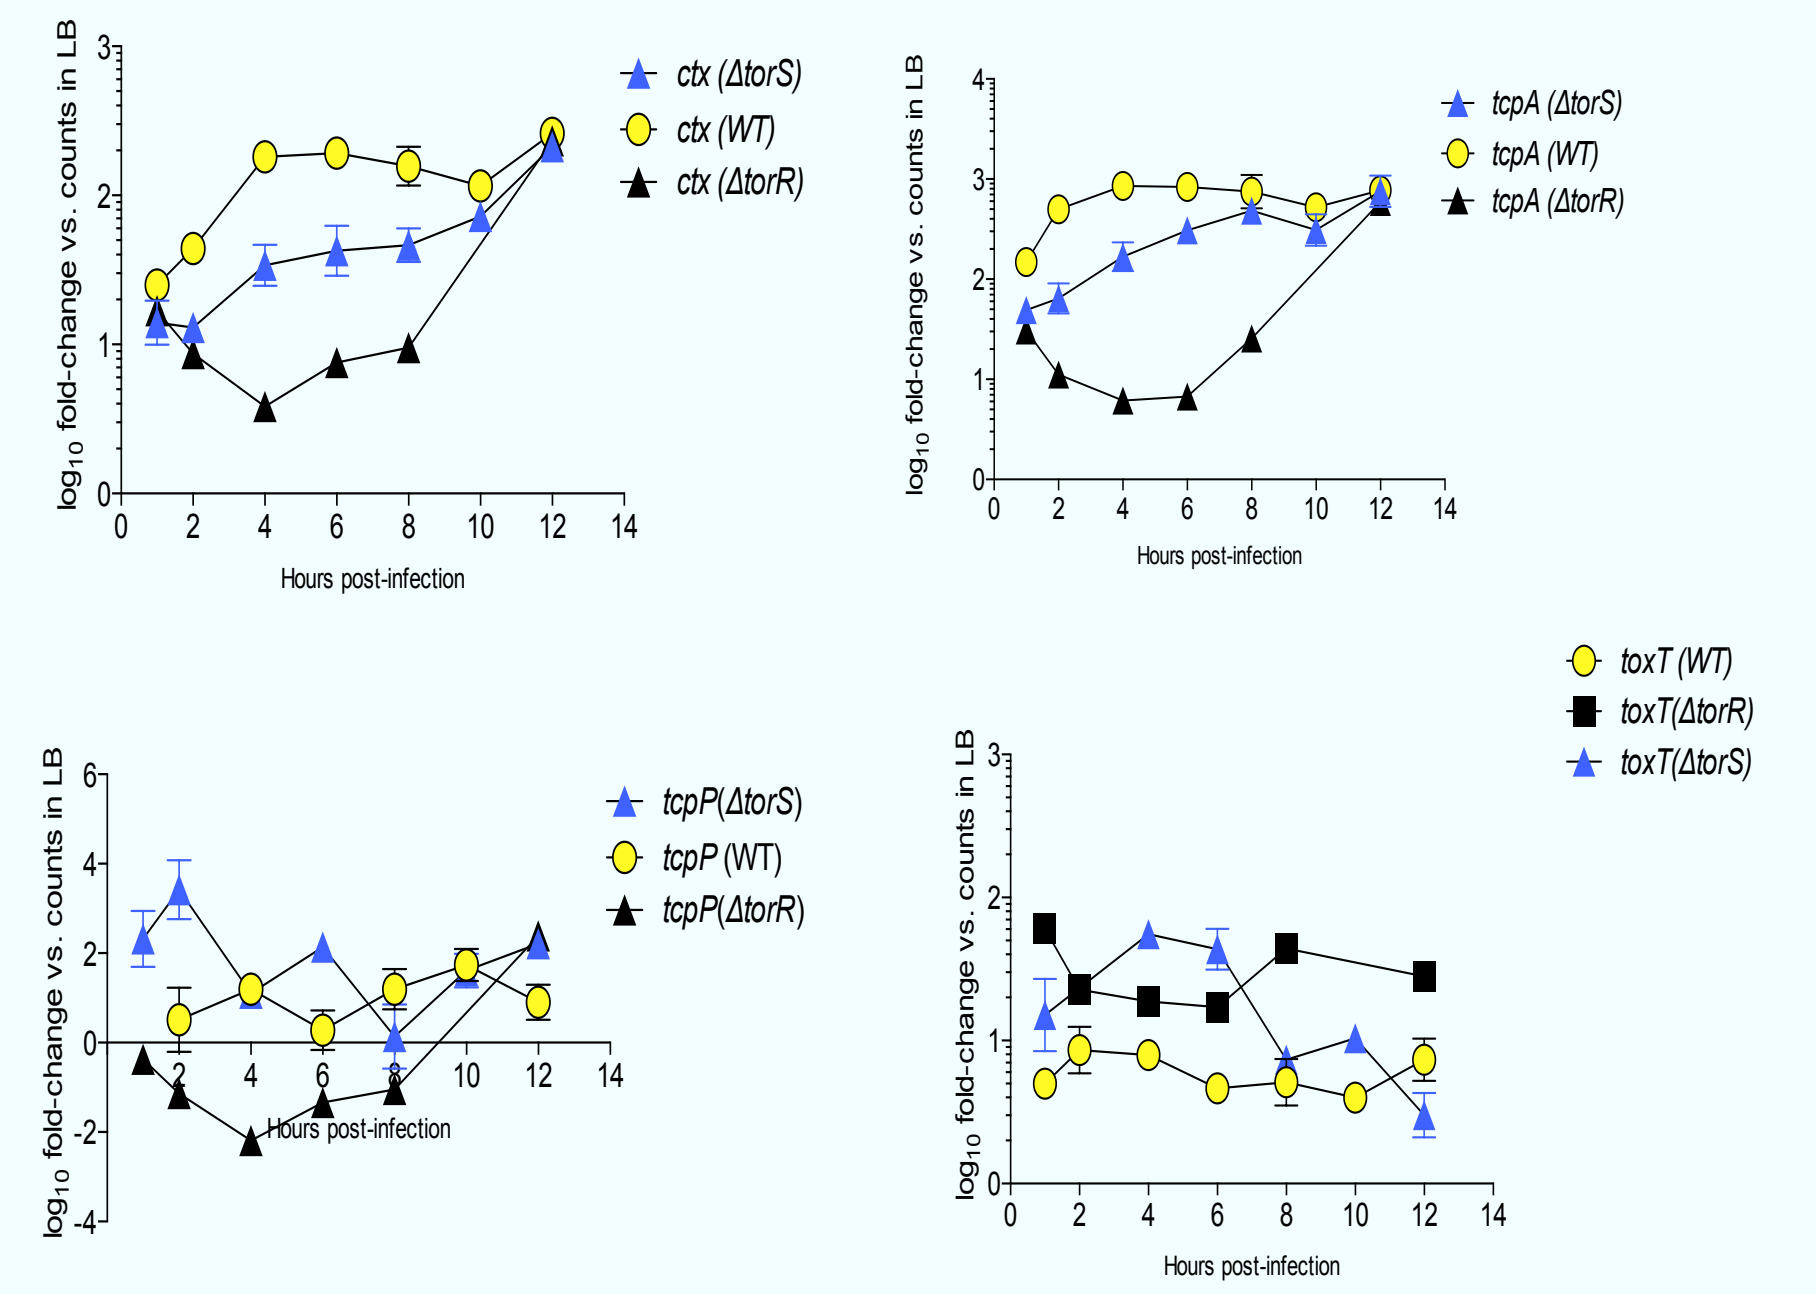 log10 fold-change vs. counts in LB
3
2
1
0
0 2 4 6 8 10 12 14
Hours post-infection
ctx (ΔtorS)
ctx (WT)
ctx (ΔtorR)
log10 fold-change vs. counts in LB
4
3
2
1
0
0 2 4 6 8 10 12 14
Hours post-infection
tcpA (ΔtorS)
tcpA (WT)
tcpA (ΔtorR)
log10 fold-change vs. counts in LB
6
4
2
0
-2
-4
2 4 6 8 10 12 14
Hours post-infection
tcpP(ΔtorS)
tcpP (WT)
tcpP(ΔtorR)
log10 fold-change vs. counts in LB
3
2
1
0
0 2 4 6 8 10 12 14
Hours post-infection
toxT (WT)
toxT(ΔtorR)
toxT(ΔtorS)